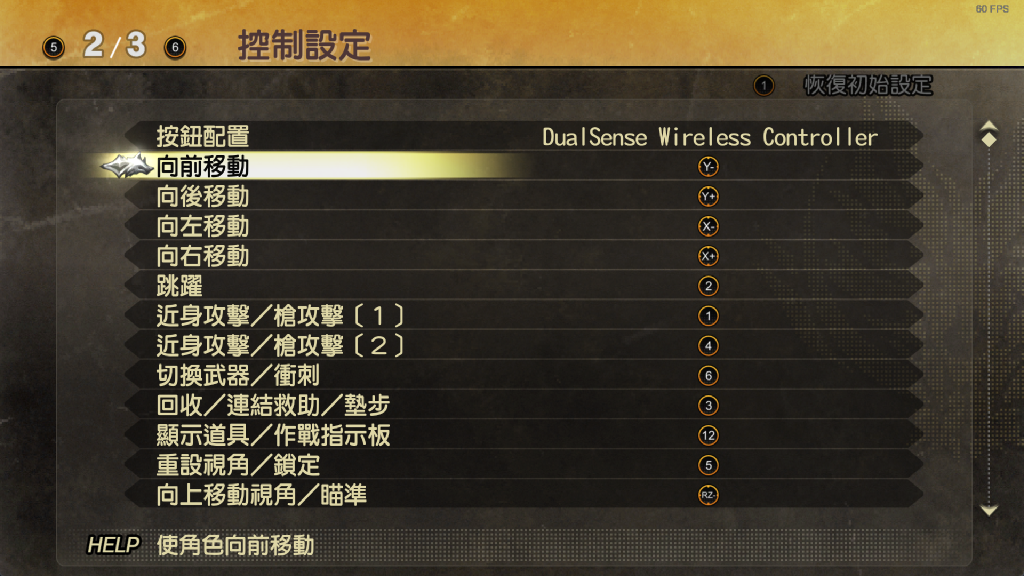 60 FPS
5 2/3 6 控制設定
1 恢復初始設定
按鈕配置 DualSense Wireless Controller
向前移動 Y-
向後移動 Y+
向左移動 X-
向右移動 X+
跳躍 2
近身攻擊／槍攻擊〔１〕 1
近身攻擊／槍攻擊〔２〕 4
切換武器／衝刺 6
回收／連結救助／墊步 3
顯示道具／作戰指示板 12
重設視角／鎖定 5
向上移動視角／瞄準 RZ-
HELP 使角色向前移動